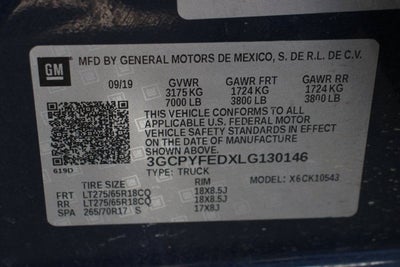 GM
MFD BY GENERAL MOTORS DE MEXICO, S. DE R.L. DE C.V.
09/19 GVWR GAWR FRT GAWR RR
3175 KG 1724 KG 1724 KG
7000 LB 3800 LB 3800 LB
THIS VEHICLE CONFORMS TO ALL
APPLICABLE U.S. FEDERAL MOTOR
VEHICLE SAFETY STANDARDS IN EFFECT
ON THE DATE OF MANUFACTURE
SHOWN ABOVE.
619D 3GCPYFEDXLG130146
TYPE: TRUCK
TIRE SIZE RIM MODEL: X6CK10543
FRT LT275/65R18CQ 18X8.5J
RR LT275/65R18CQ 18X8.5J
SPA 265/70R17 S 17X8J